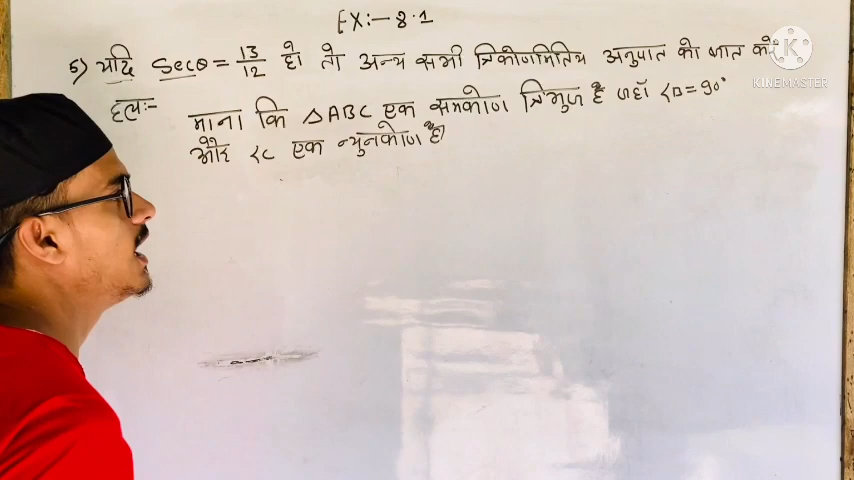 EX:- 8.1
5) यदि Secθ = 13/12 हो तो अन्य सभी त्रिकोणमितिय अनुपात को ज्ञात करें
हल:-
माना कि △ABC एक समकोण त्रिभुज है जहाँ ∠B = 90°
और ∠C एक न्युनकोण है
KINEMASTER